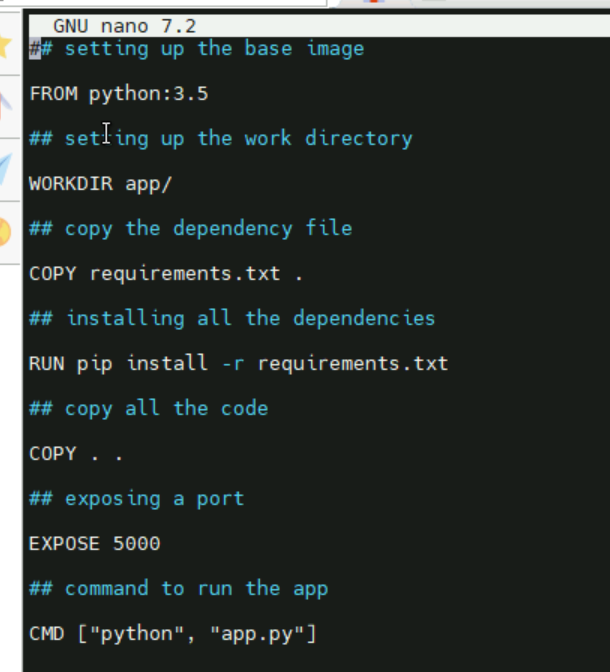 GNU nano 7.2
## setting up the base image
FROM python:3.5
## setting up the work directory
WORKDIR app/
## copy the dependency file
COPY requirements.txt .
## installing all the dependencies
RUN pip install -r requirements.txt
## copy all the code
COPY . .
## exposing a port
EXPOSE 5000
## command to run the app
CMD ["python", "app.py"]